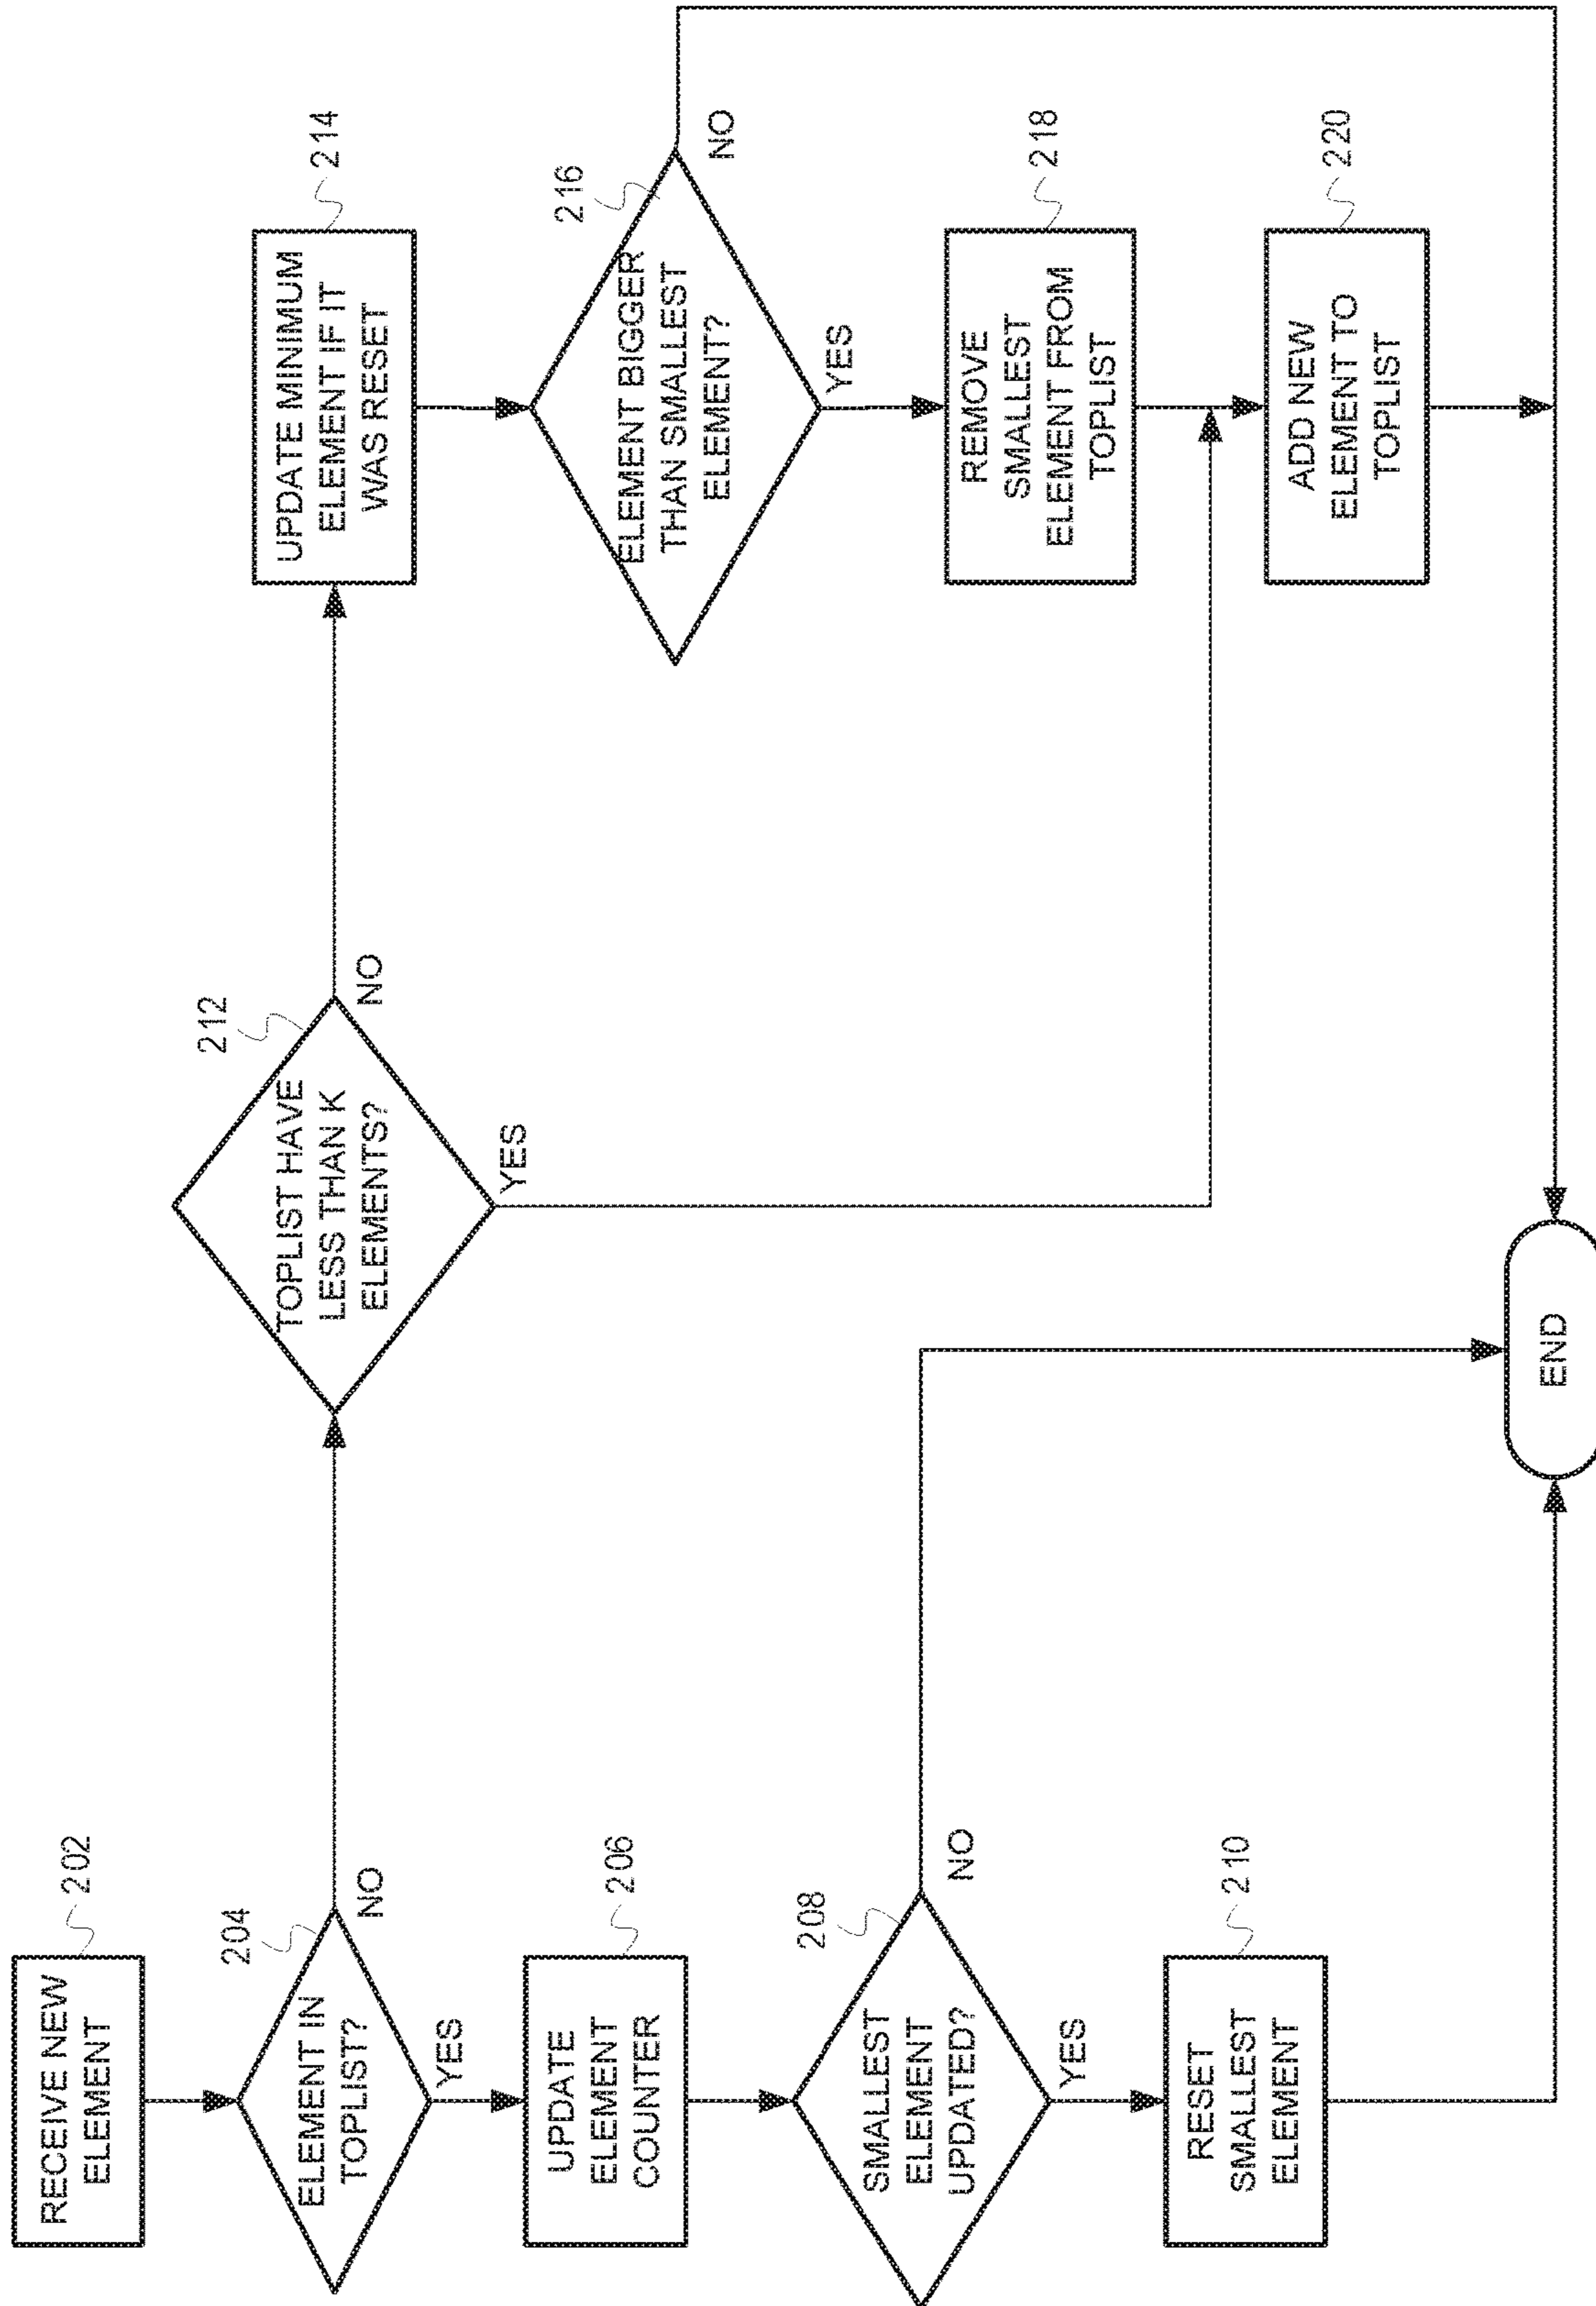 RECEIVE NEW
ELEMENT
202
ELEMENT IN
TOPLIST?
204
NO
YES
UPDATE
ELEMENT
COUNTER
206
SMALLEST
ELEMENT
UPDATED?
208
NO
YES
RESET
SMALLEST
ELEMENT
210
TOPLIST HAVE
LESS THAN K
ELEMENTS?
212
NO
YES
UPDATE MINIMUM
ELEMENT IF IT
WAS RESET
214
ELEMENT BIGGER
THAN SMALLEST
ELEMENT?
216
NO
YES
REMOVE
SMALLEST
ELEMENT FROM
TOPLIST
218
ADD NEW
ELEMENT TO
TOPLIST
220
END